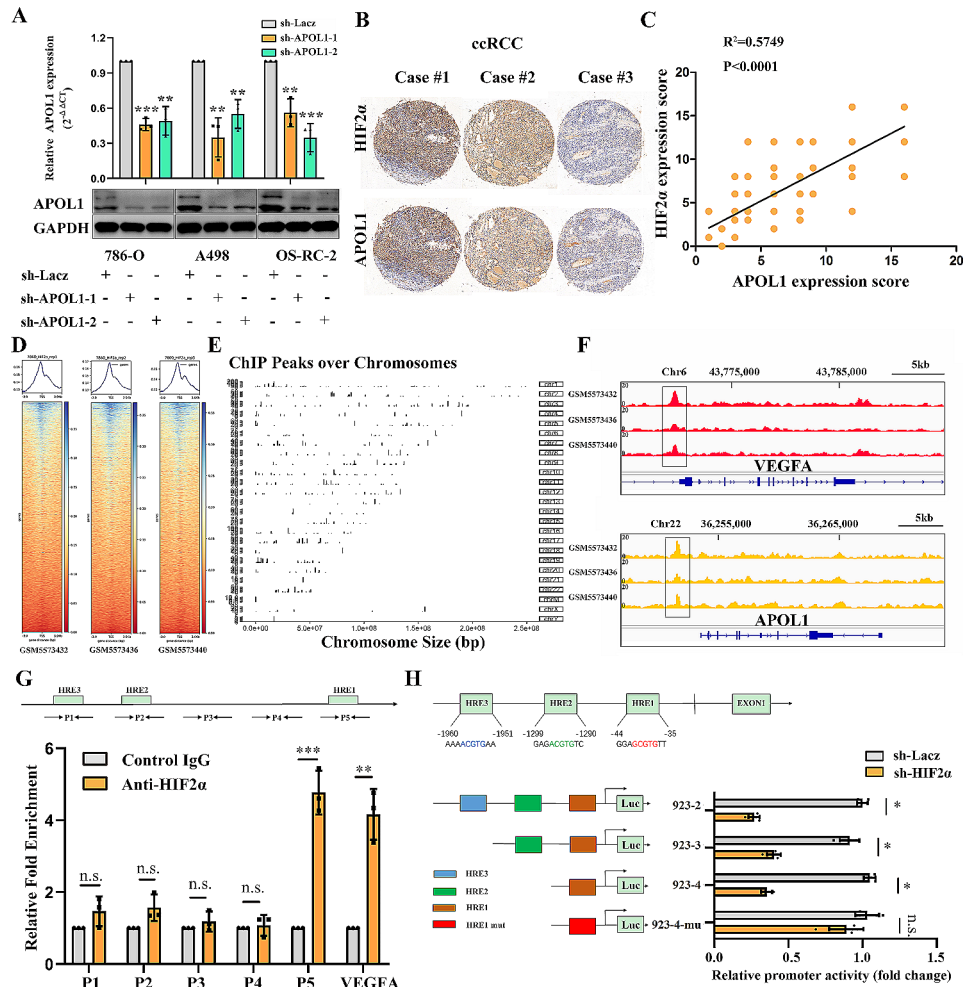 A
sh-Lacz
sh-APOL1-1
sh-APOL1-2
Relative APOL1 expression
(2^-ΔΔCT)
1.2
0.9
0.6
0.3
0.0
*** **
** **
** ***
APOL1
GAPDH
786-O A498 OS-RC-2
sh-Lacz + - - + - - + - -
sh-APOL1-1 - + - - + - - + -
sh-APOL1-2 - - + - - + - - +
B
ccRCC
Case #1 Case #2 Case #3
HIF2α
APOL1
C
R²=0.5749
P<0.0001
HIF2α expression score
20
15
10
5
0
0 5 10 15 20
APOL1 expression score
D
GSM5573432 GSM5573436 GSM5573440
E
ChIP Peaks over Chromosomes
0.0e+00 5.0e+07 1.0e+08 1.5e+08 2.0e+08 2.5e+08
Chromosome Size (bp)
F
Chr6 43,775,000 43,785,000 5kb
GSM5573432
GSM5573436
GSM5573440
VEGFA
Chr22 36,255,000 36,265,000 5kb
GSM5573432
GSM5573436
GSM5573440
APOL1
G
HRE3 HRE2 HRE1
P1 P2 P3 P4 P5
Relative Fold Enrichment
Control IgG
Anti-HIF2α
6
4
2
0
n.s. n.s. n.s. n.s. *** **
P1 P2 P3 P4 P5 VEGFA
H
HRE3 HRE2 HRE1 EXON1
-1960 -1951 -1299 -1290 -44 -35
AAAACGTGAA GAGACGTGTC GGAGCGTGTT
sh-Lacz
sh-HIF2α
Luc
923-2
*
Luc
923-3
*
Luc
923-4
*
Luc
923-4-mu
n.s.
HRE3
HRE2
HRE1
HRE1 mut
0.0 0.5 1.0 1.5
Relative promoter activity (fold change)